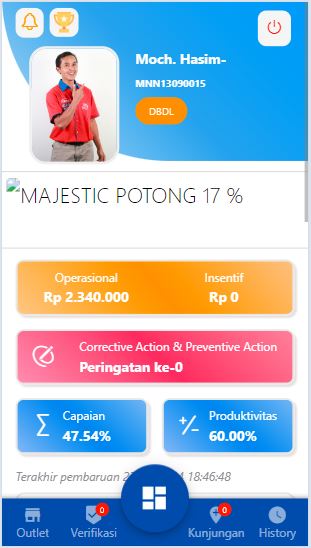 Moch. Hasim-
MNN13090015
DBDL
MAJESTIC POTONG 17 %
Operasional
Rp 2.340.000
Insentif
Rp 0
Corrective Action & Preventive Action
Peringatan ke-0
Capaian
47.54%
Produktivitas
60.00%
Terakhir pembaruan 18:46:48
Outlet
0
Verifikasi
0
Kunjungan
History